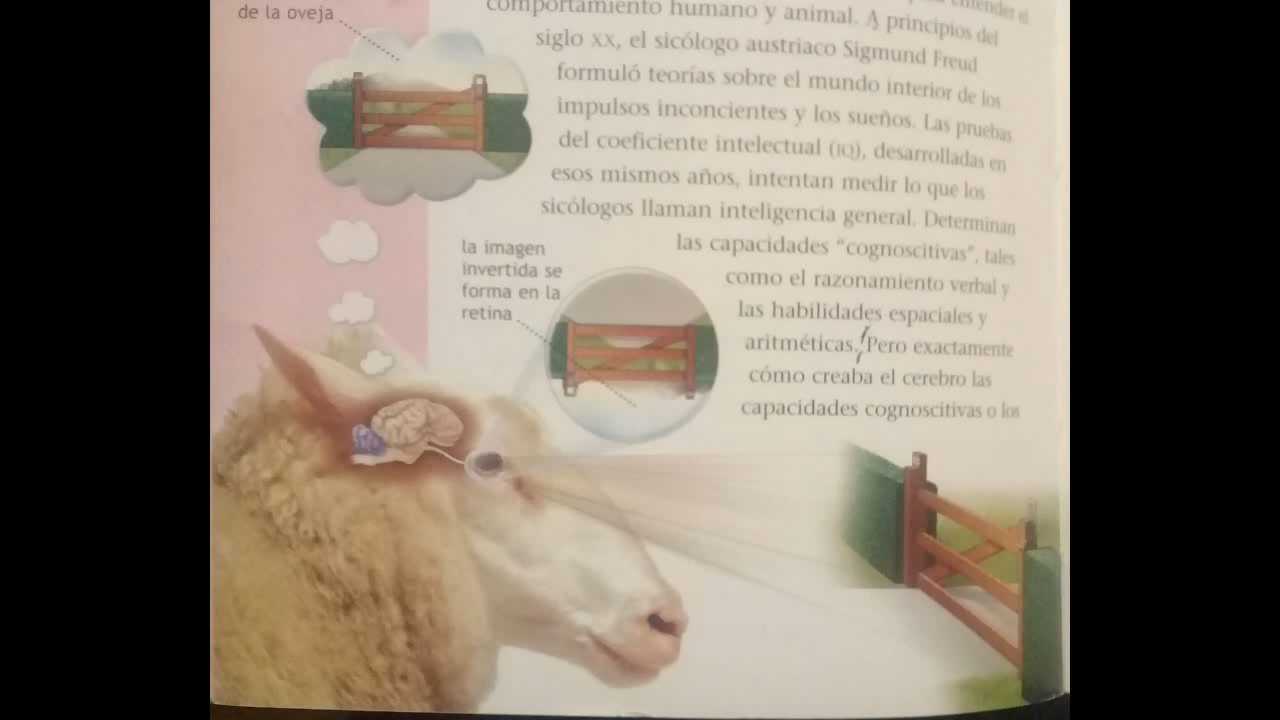 de la oveja
entender el
comportamiento humano y animal. A principios del
siglo XX, el sicólogo austriaco Sigmund Freud
formuló teorías sobre el mundo interior de los
impulsos inconcientes y los sueños. Las pruebas
del coeficiente intelectual (IQ), desarrolladas en
esos mismos años, intentan medir lo que los
sicólogos llaman inteligencia general. Determinan
las capacidades “cognoscitivas”, tales
como el razonamiento verbal y
las habilidades espaciales y
aritméticas. Pero exactamente
cómo creaba el cerebro las
capacidades cognoscitivas o los
la imagen
invertida se
forma en la
retina